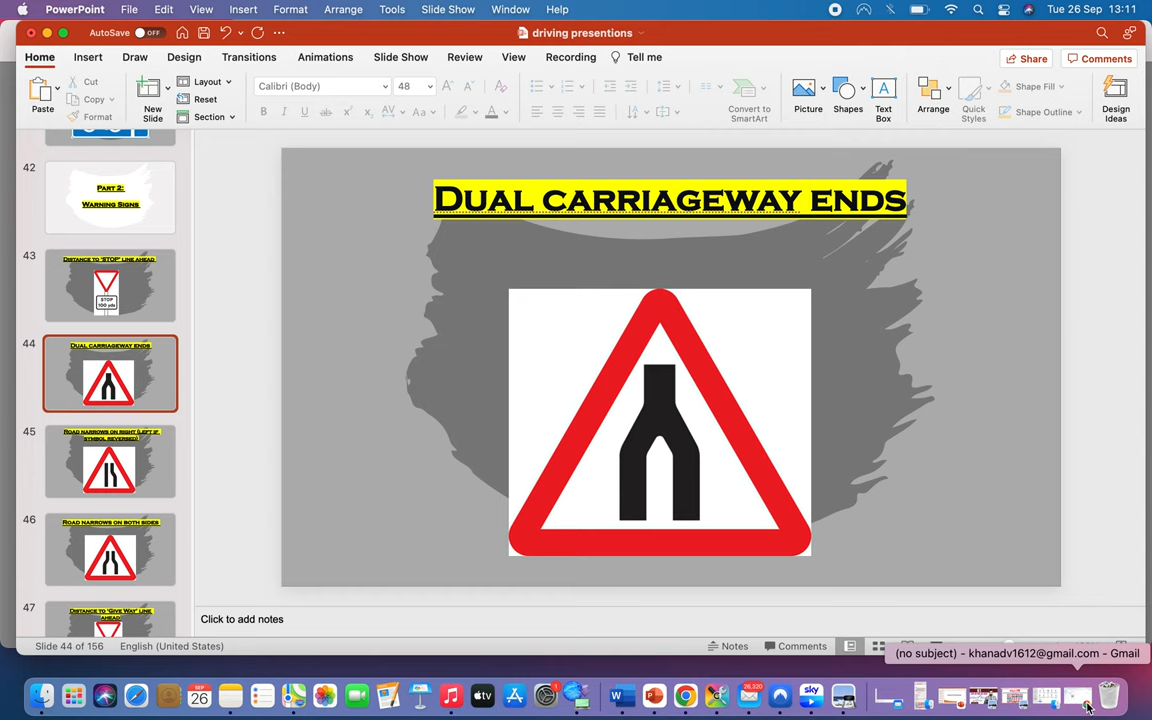 PowerPoint File Edit View Insert Format Arrange Tools Slide Show Window Help Tue 26 Sep 13:11
AutoSave OFF driving presentions
Home Insert Draw Design Transitions Animations Slide Show Review View Recording Tell me Share Comments
Paste Cut Copy Format New Slide Layout Reset Section Calibri (Body) 48 Convert to SmartArt Picture Shapes Text Box Arrange Quick Styles Shape Fill Shape Outline Design Ideas
42
Part 2:
Warning Signs
43
Distance to 'STOP' line ahead
STOP
100 yds
44
Dual carriageway ends
45
Road narrows on right (left if
symbol reversed)
46
Road narrows on both sides
47
Distance to 'Give Way' line
ahead
Dual carriageway ends
Click to add notes
Slide 44 of 156 English (United States) Notes Comments
(no subject) - khanadv1612@gmail.com - Gmail
SEP
26
1
26,320
sky